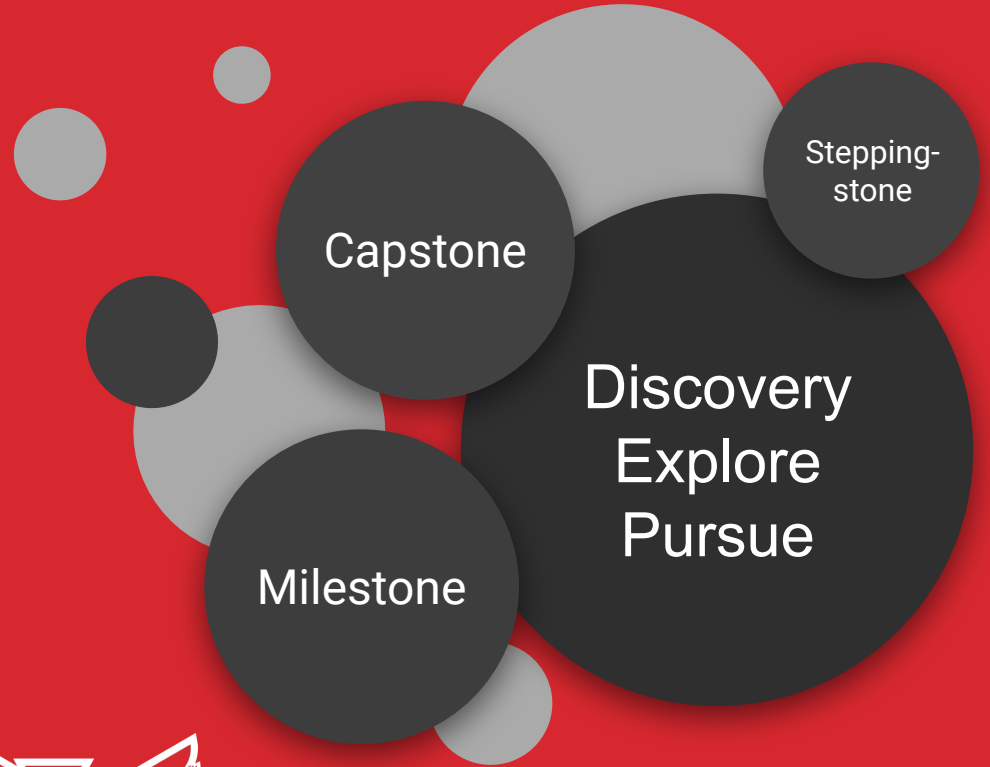 Stepping-
stone
Capstone
Discovery
Explore
Pursue
Milestone